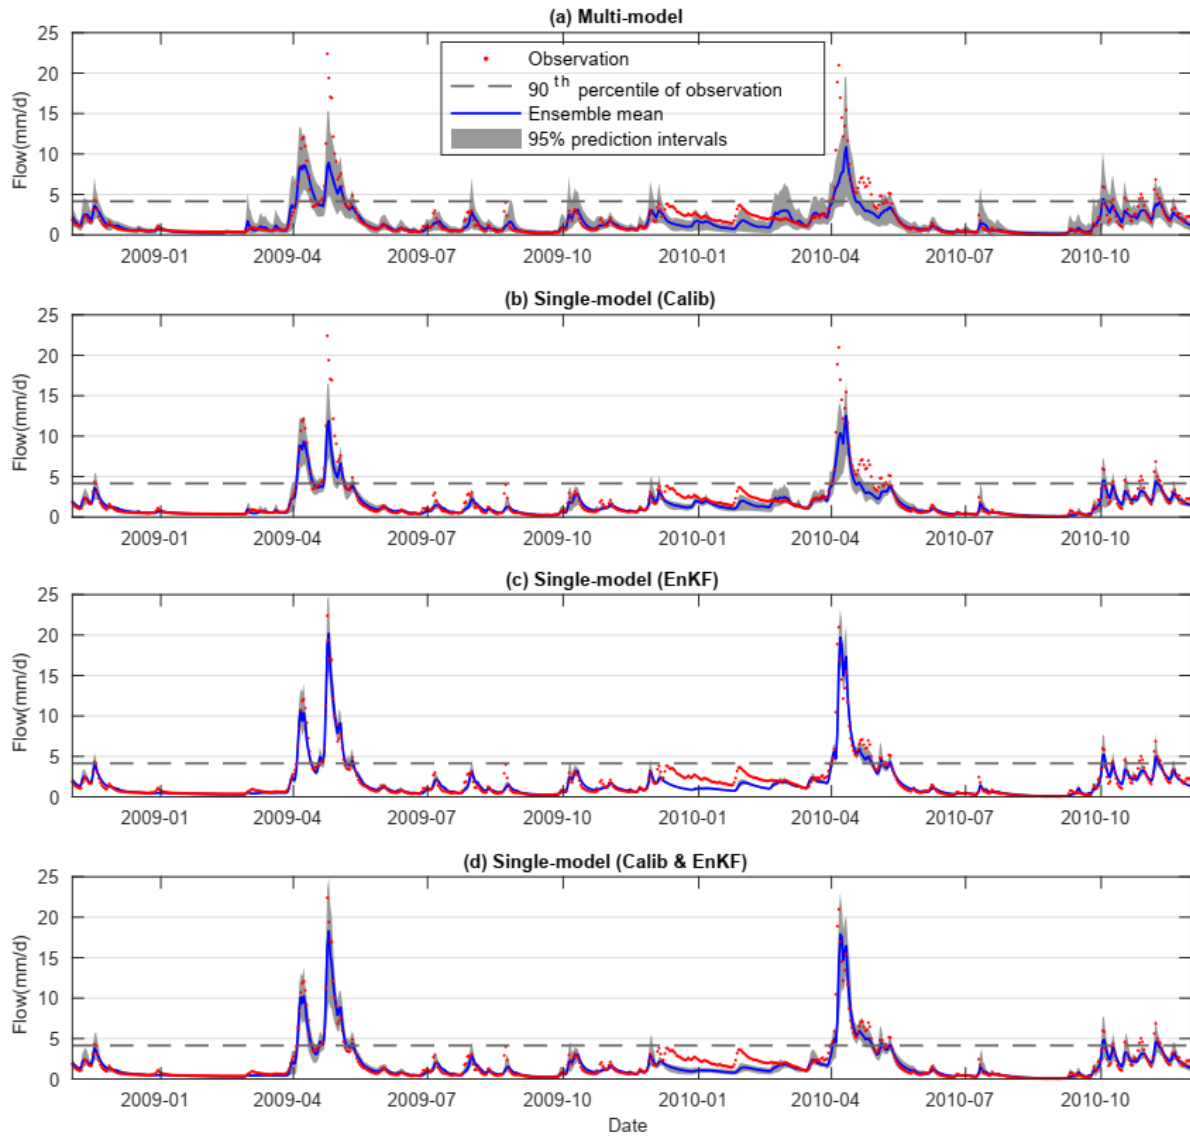 (a) Multi-model
25
20
15
10
5
0
Flow(mm/d)
Observation
90 th percentile of observation
Ensemble mean
95% prediction intervals
2009-01 2009-04 2009-07 2009-10 2010-01 2010-04 2010-07 2010-10
(b) Single-model (Calib)
25
20
15
10
5
0
Flow(mm/d)
2009-01 2009-04 2009-07 2009-10 2010-01 2010-04 2010-07 2010-10
(c) Single-model (EnKF)
25
20
15
10
5
0
Flow(mm/d)
2009-01 2009-04 2009-07 2009-10 2010-01 2010-04 2010-07 2010-10
(d) Single-model (Calib & EnKF)
25
20
15
10
5
0
Flow(mm/d)
2009-01 2009-04 2009-07 2009-10 2010-01 2010-04 2010-07 2010-10
Date